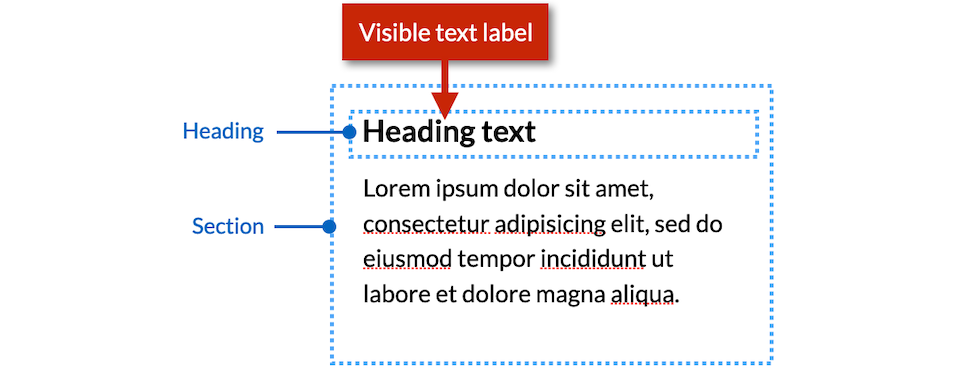 Visible text label
Heading
Heading text
Lorem ipsum dolor sit amet,
consectetur adipisicing elit, sed do
Section
eiusmod tempor incididunt ut
labore et dolore magna aliqua.